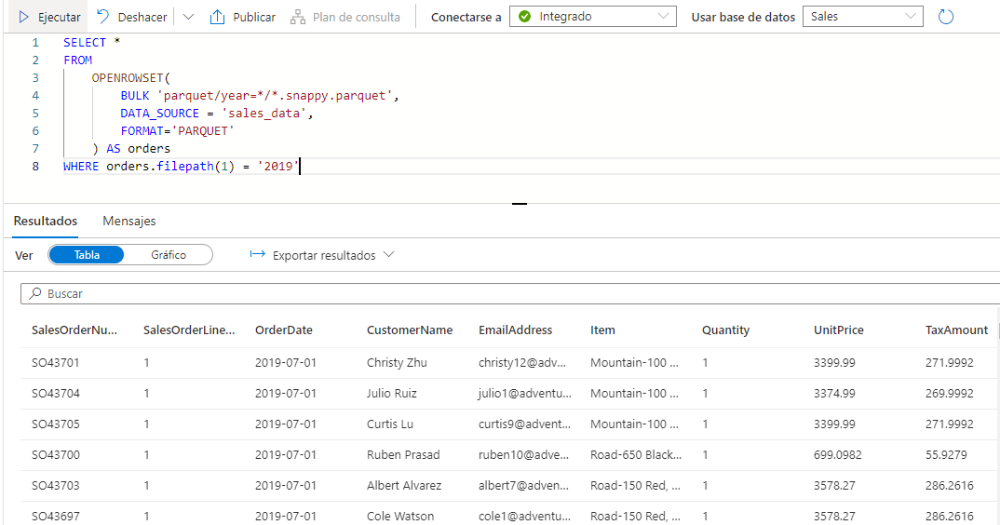 Ejecutar Deshacer Publicar Plan de consulta Conectarse a Integrado Usar base de datos Sales
1 SELECT *
2 FROM
3 OPENROWSET(
4 BULK 'parquet/year=*/*.snappy.parquet',
5 DATA_SOURCE = 'sales_data',
6 FORMAT='PARQUET'
7 ) AS orders
8 WHERE orders.filepath(1) = '2019'
Resultados Mensajes
Ver Tabla Gráfico Exportar resultados
Buscar
SalesOrderNu... SalesOrderLine... OrderDate CustomerName EmailAddress Item Quantity UnitPrice TaxAmount
SO43701 1 2019-07-01 Christy Zhu christy12@adv... Mountain-100 ... 1 3399.99 271.9992
SO43704 1 2019-07-01 Julio Ruiz julio1@adventu... Mountain-100 ... 1 3374.99 269.9992
SO43705 1 2019-07-01 Curtis Lu curtis9@advent... Mountain-100 ... 1 3399.99 271.9992
SO43700 1 2019-07-01 Ruben Prasad ruben10@adve... Road-650 Black... 1 699.0982 55.9279
SO43703 1 2019-07-01 Albert Alvarez albert7@adven... Road-150 Red, ... 1 3578.27 286.2616
SO43697 1 2019-07-01 Cole Watson cole1@adventu... Road-150 Red, ... 1 3578.27 286.2616